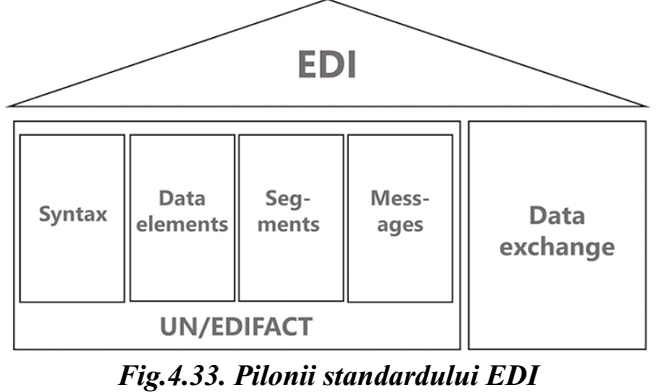 EDI
Syntax
Data
elements
Seg-
ments
Mess-
ages
Data
exchange
UN/EDIFACT
Fig.4.33. Pilonii standardului EDI